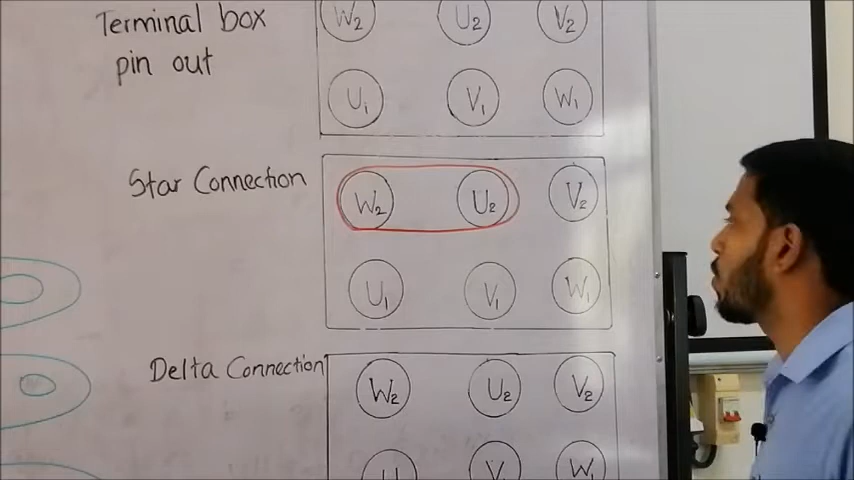 Terminal box
pin out
W₂ U₂ V₂
U₁ V₁ W₁
Star Connection
W₂ U₂ V₂
U₁ V₁ W₁
Delta Connection
W₂ U₂ V₂
U V W₁